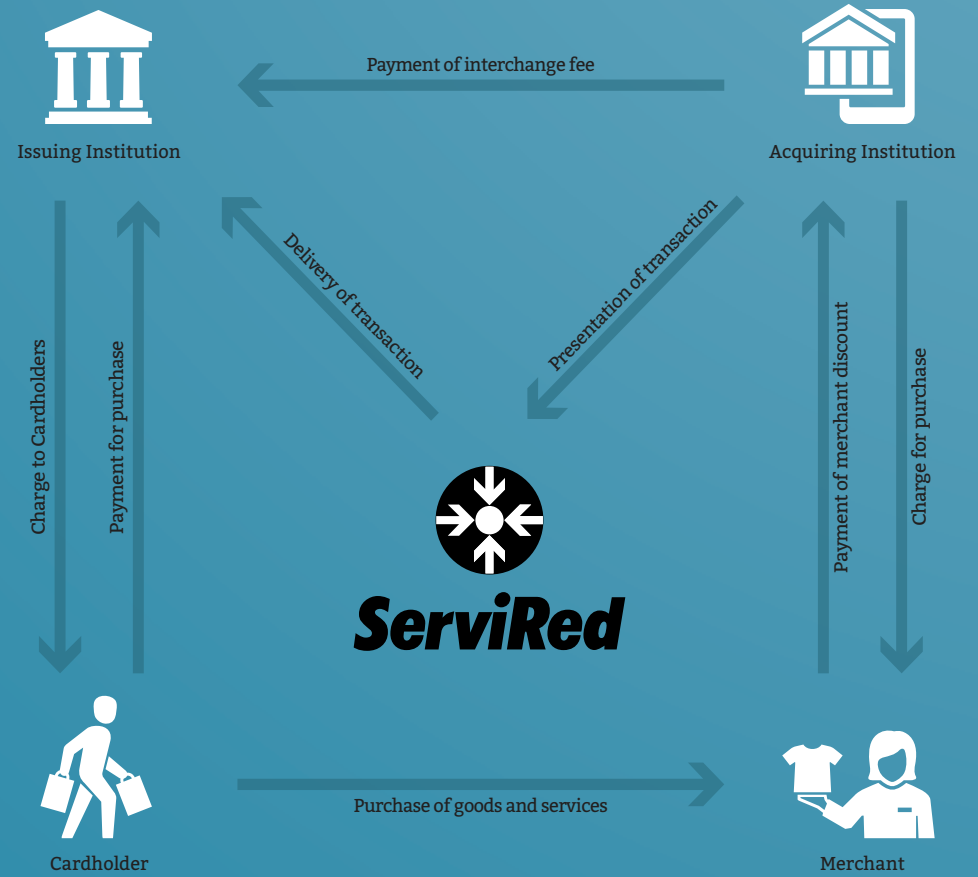 Payment of interchange fee
Issuing Institution
Acquiring Institution
Delivery of transaction
Presentation of transaction
Charge to Cardholders
Payment for purchase
Payment of merchant discount
Charge for purchase
ServiRed
Purchase of goods and services
Cardholder
Merchant